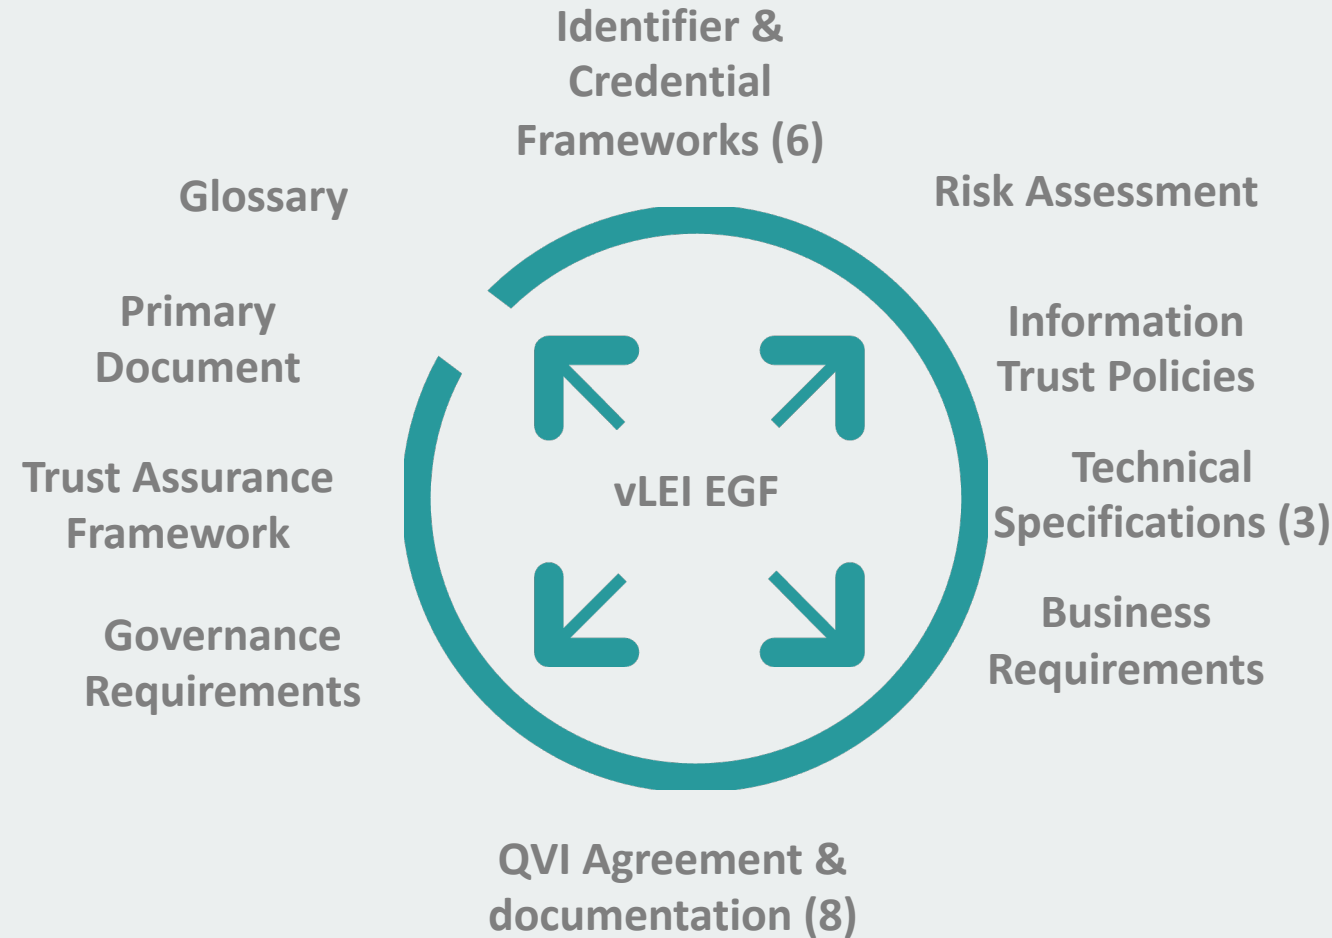 Identifier &
Credential
Frameworks (6)
Glossary
Risk Assessment
Primary
Document
Information
Trust Policies
Trust Assurance
Framework
vLEI EGF
Technical
Specifications (3)
Governance
Requirements
Business
Requirements
QVI Agreement &
documentation (8)